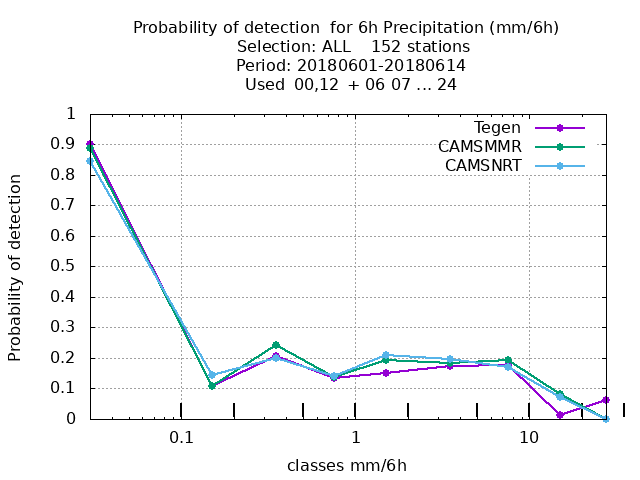 Probability of detection  for 6h Precipitation (mm/6h)
Selection: ALL    152 stations
Period: 20180601-20180614
Used  00,12  + 06 07 ... 24
Tegen
CAMSMMR
CAMSNRT
Probability of detection
1
0.9
0.8
0.7
0.6
0.5
0.4
0.3
0.2
0.1
0
0.1
1
10
classes mm/6h